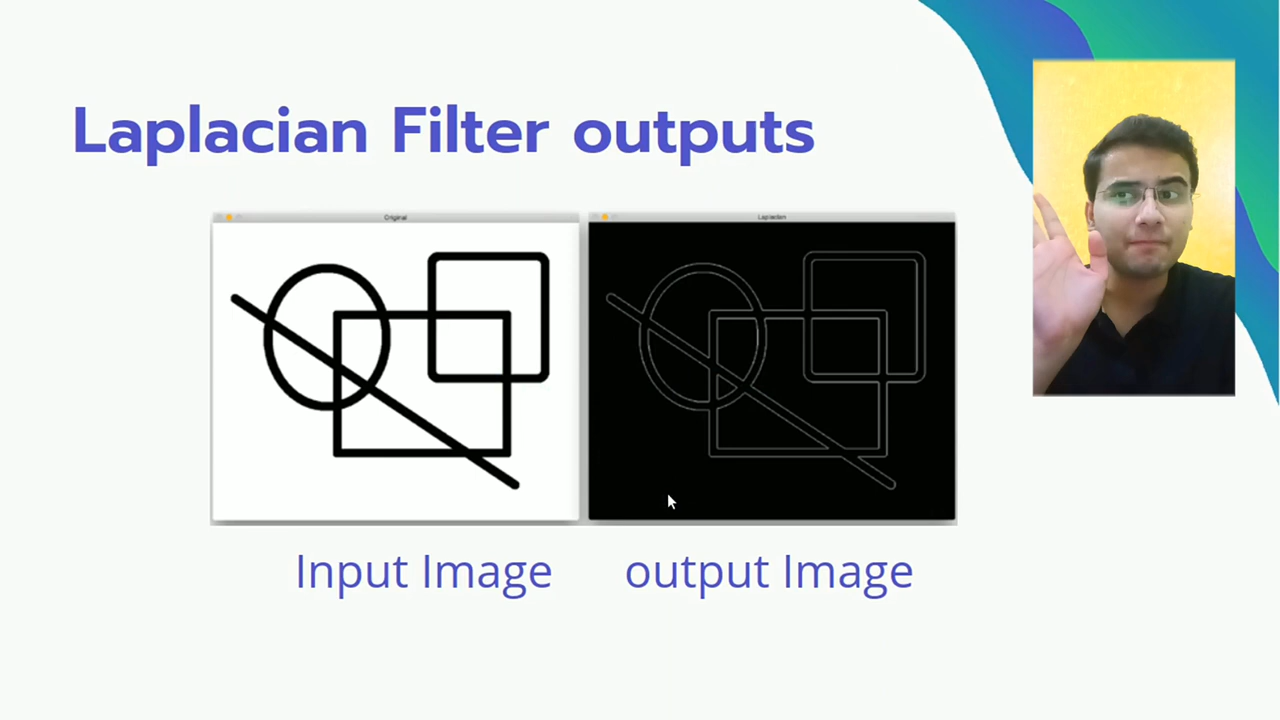 Laplacian Filter outputs
Original
Laplacian
Input Image
output Image